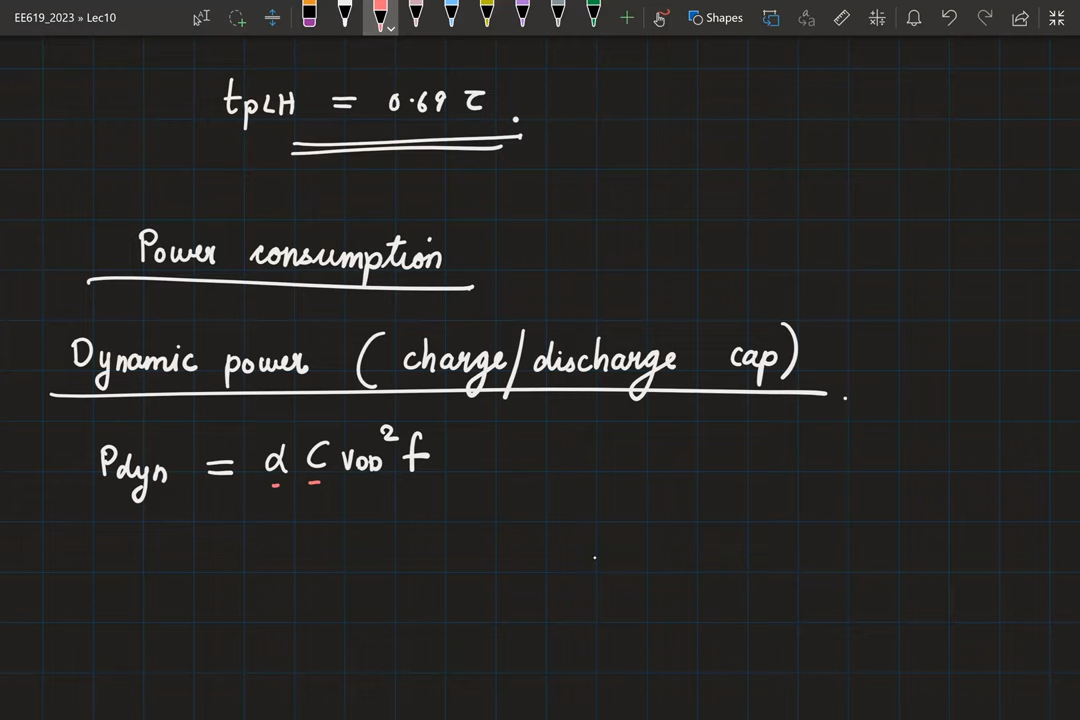 EE619_2023 » Lec10
Shapes
tpLH = 0.69 τ.
Power consumption
Dynamic power (charge/discharge cap).
Pdyn = α C VDD² f